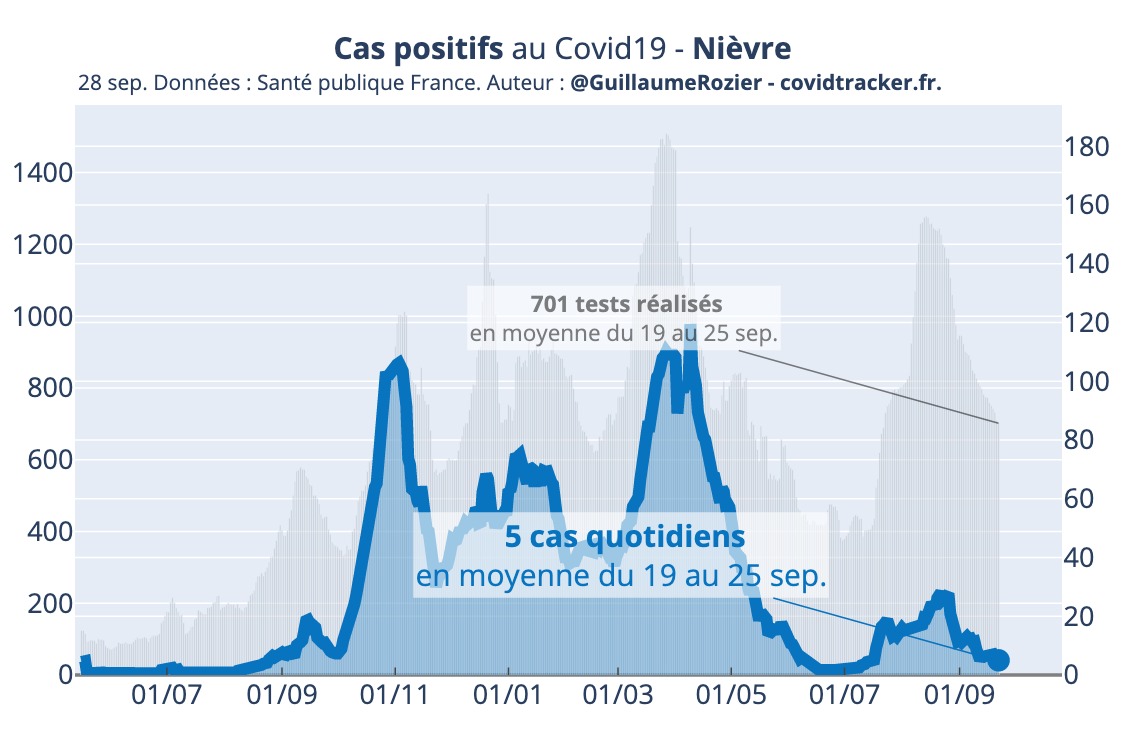 Cas positifs au Covid19 - Nièvre
28 sep. Données : Santé publique France. Auteur : @GuillaumeRozier - covidtracker.fr.
180
1400
160
1200
140
701 tests réalisés
1000
120
en moyenne du 19 au 25 sep.
800
100
80
600
60
400
5 cas quotidiens
40
en moyenne du 19 au 25 sep.
200
20
0
0
01/07 01/09 01/11 01/01 01/03 01/05 01/07 01/09